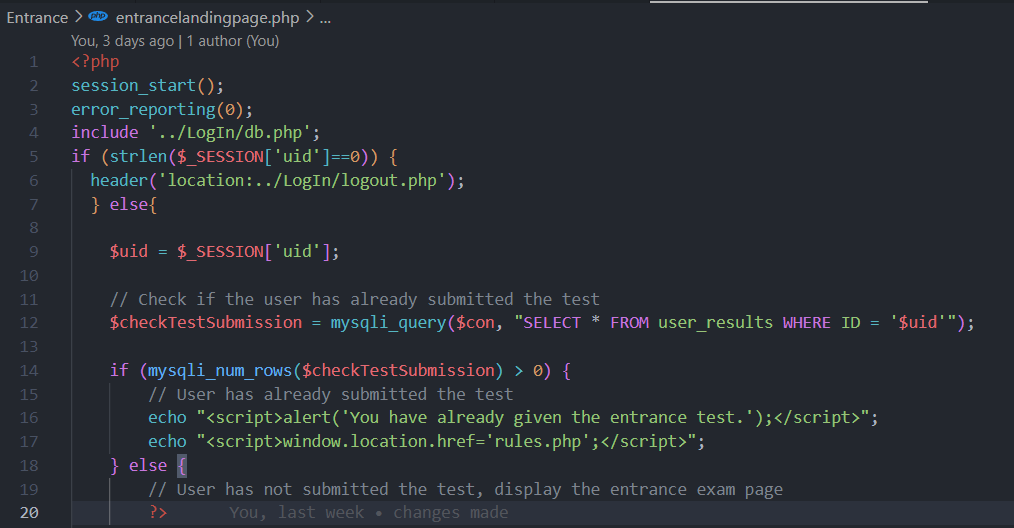 Entrance > php entrancelandingpage.php > ...
You, 3 days ago | 1 author (You)
1 <?php
2 session_start();
3 error_reporting(0);
4 include '../LogIn/db.php';
5 if (strlen($_SESSION['uid']==0)) {
6 header('location:../LogIn/logout.php');
7 } else{
8
9 $uid = $_SESSION['uid'];
10
11 // Check if the user has already submitted the test
12 $checkTestSubmission = mysqli_query($con, "SELECT * FROM user_results WHERE ID = '$uid'");
13
14 if (mysqli_num_rows($checkTestSubmission) > 0) {
15 // User has already submitted the test
16 echo "<script>alert('You have already given the entrance test.');</script>";
17 echo "<script>window.location.href='rules.php';</script>";
18 } else {
19 // User has not submitted the test, display the entrance exam page
20 ?> You, last week • changes made